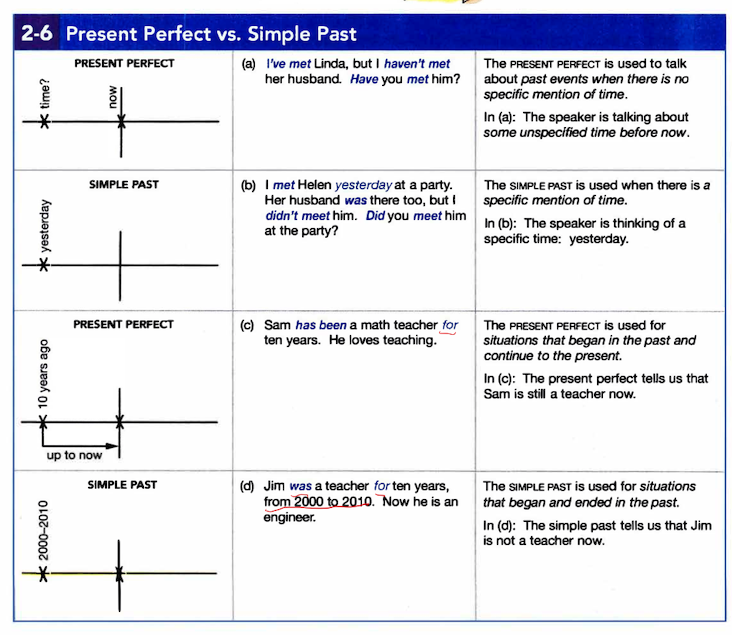 2-6 Present Perfect vs. Simple Past
PRESENT PERFECT
time?
now
(a) I've met Linda, but I haven't met
her husband. Have you met him?
The PRESENT PERFECT is used to talk
about past events when there is no
specific mention of time.
In (a): The speaker is talking about
some unspecified time before now.
SIMPLE PAST
yesterday
(b) I met Helen yesterday at a party.
Her husband was there too, but I
didn't meet him. Did you meet him
at the party?
The SIMPLE PAST is used when there is a
specific mention of time.
In (b): The speaker is thinking of a
specific time: yesterday.
PRESENT PERFECT
10 years ago
up to now
(c) Sam has been a math teacher for
ten years. He loves teaching.
The PRESENT PERFECT is used for
situations that began in the past and
continue to the present.
In (c): The present perfect tells us that
Sam is still a teacher now.
SIMPLE PAST
2000–2010
(d) Jim was a teacher for ten years,
from 2000 to 2010. Now he is an
engineer.
The SIMPLE PAST is used for situations
that began and ended in the past.
In (d): The simple past tells us that Jim
is not a teacher now.